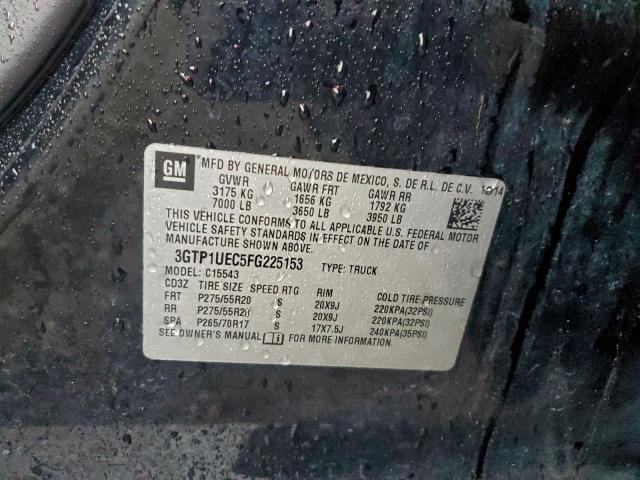 GM
MFD BY GENERAL MOTORS DE MEXICO, S. DE R.L. DE C.V. 10/14
GVWR GAWR FRT GAWR RR
3175 KG 1656 KG 1792 KG
7000 LB 3650 LB 3950 LB
THIS VEHICLE CONFORMS TO ALL APPLICABLE U.S. FEDERAL MOTOR
VEHICLE SAFETY STANDARDS IN EFFECT ON THE DATE OF
MANUFACTURE SHOWN ABOVE.
3GTP1UEC5FG225153 TYPE: TRUCK
MODEL: C15543
CD3Z TIRE SIZE SPEED RTG RIM COLD TIRE PRESSURE
FRT P275/55R20 S 20X9J 220KPA(32PSI)
RR P275/55R20 S 20X9J 220KPA(32PSI)
SPA P265/70R17 S 17X7.5J 240KPA(35PSI)
SEE OWNER'S MANUAL FOR MORE INFORMATION.